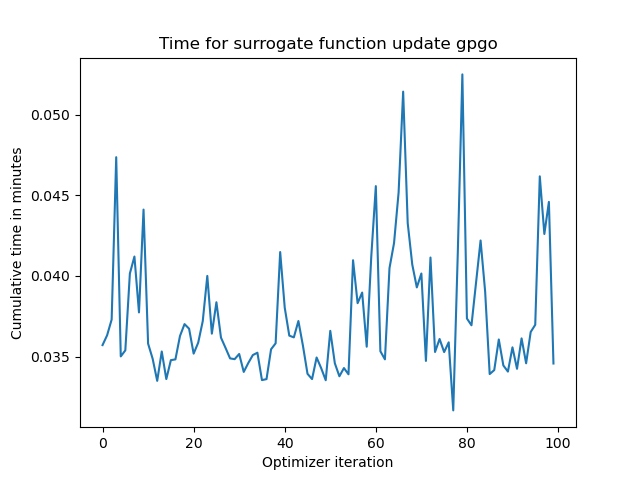 Time for surrogate function update gpgo
Cumulative time in minutes
0.050
0.045
0.040
0.035
0 20 40 60 80 100
Optimizer iteration